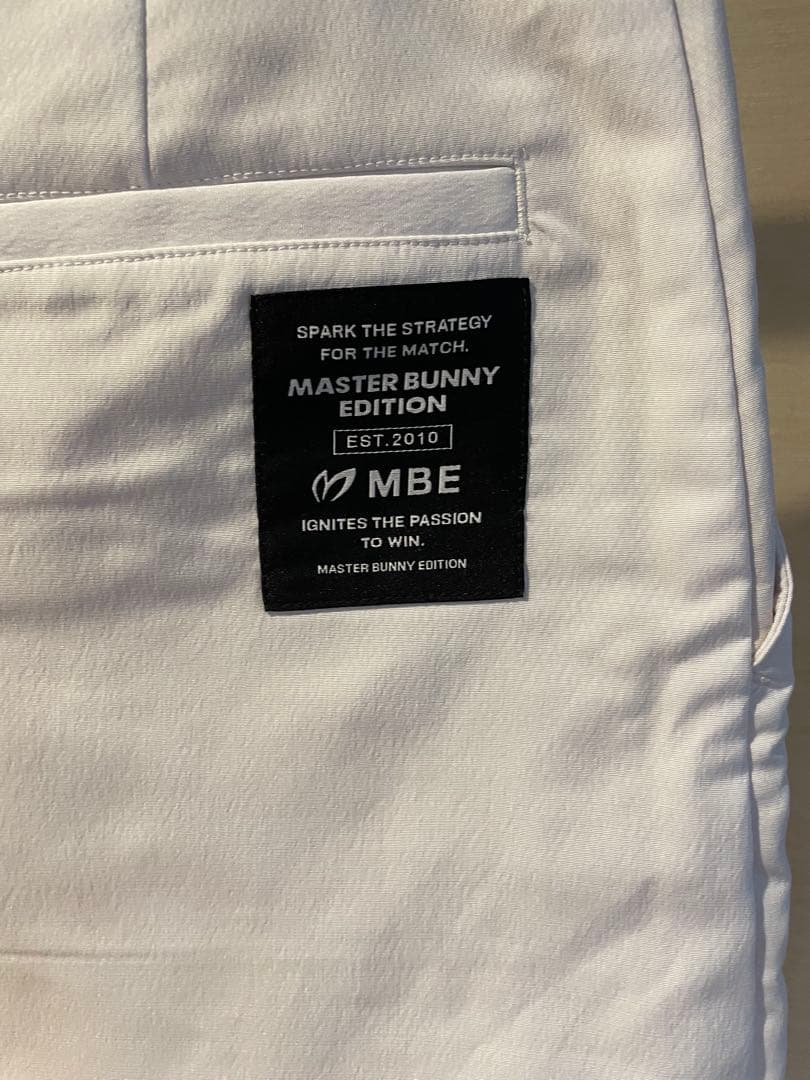 SPARK THE STRATEGY
FOR THE MATCH.
MASTER BUNNY
EDITION
EST.2010
MBE
IGNITES THE PASSION
TO WIN.
MASTER BUNNY EDITION